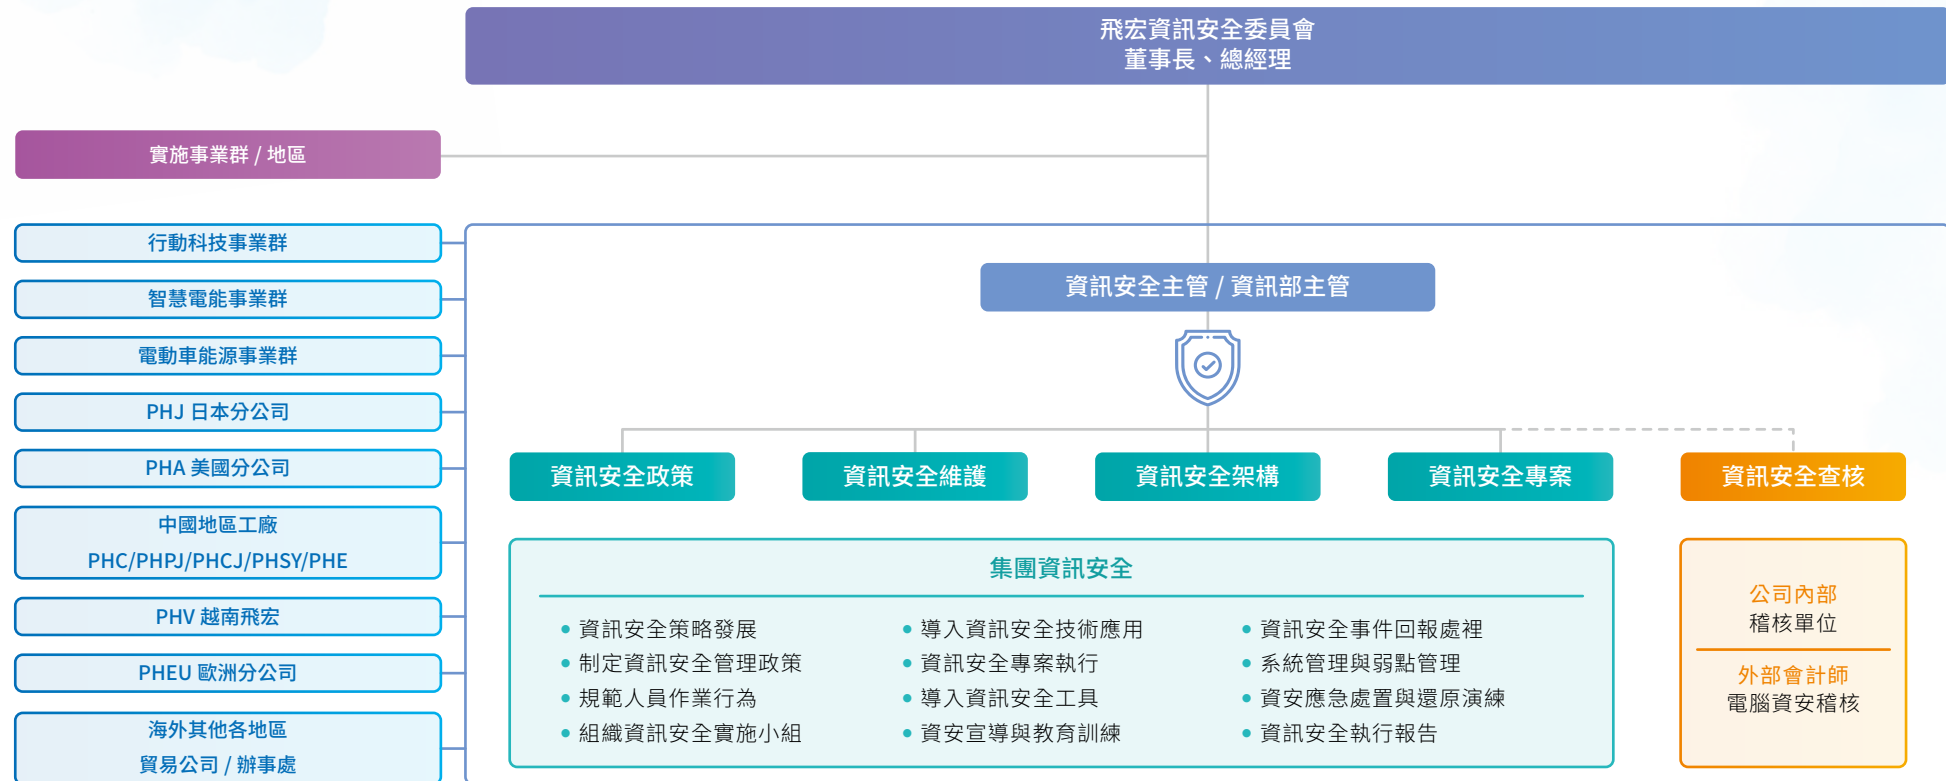 飛宏資訊安全委員會
董事長、總經理
實施事業群 / 地區
行動科技事業群
智慧電能事業群
電動車能源事業群
PHJ 日本分公司
PHA 美國分公司
中國地區工廠
PHC/PHPJ/PHCJ/PHSY/PHE
PHV 越南飛宏
PHEU 歐洲分公司
海外其他各地區
貿易公司 / 辦事處
資訊安全主管 / 資訊部主管
資訊安全政策
資訊安全維護
資訊安全架構
資訊安全專案
資訊安全查核
集團資訊安全
資訊安全策略發展
制定資訊安全管理政策
規範人員作業行為
組織資訊安全實施小組
導入資訊安全技術應用
資訊安全專案執行
導入資訊安全工具
資安宣導與教育訓練
資訊安全事件回報處裡
系統管理與弱點管理
資安應急處置與還原演練
資訊安全執行報告
公司內部
稽核單位
外部會計師
電腦資安稽核